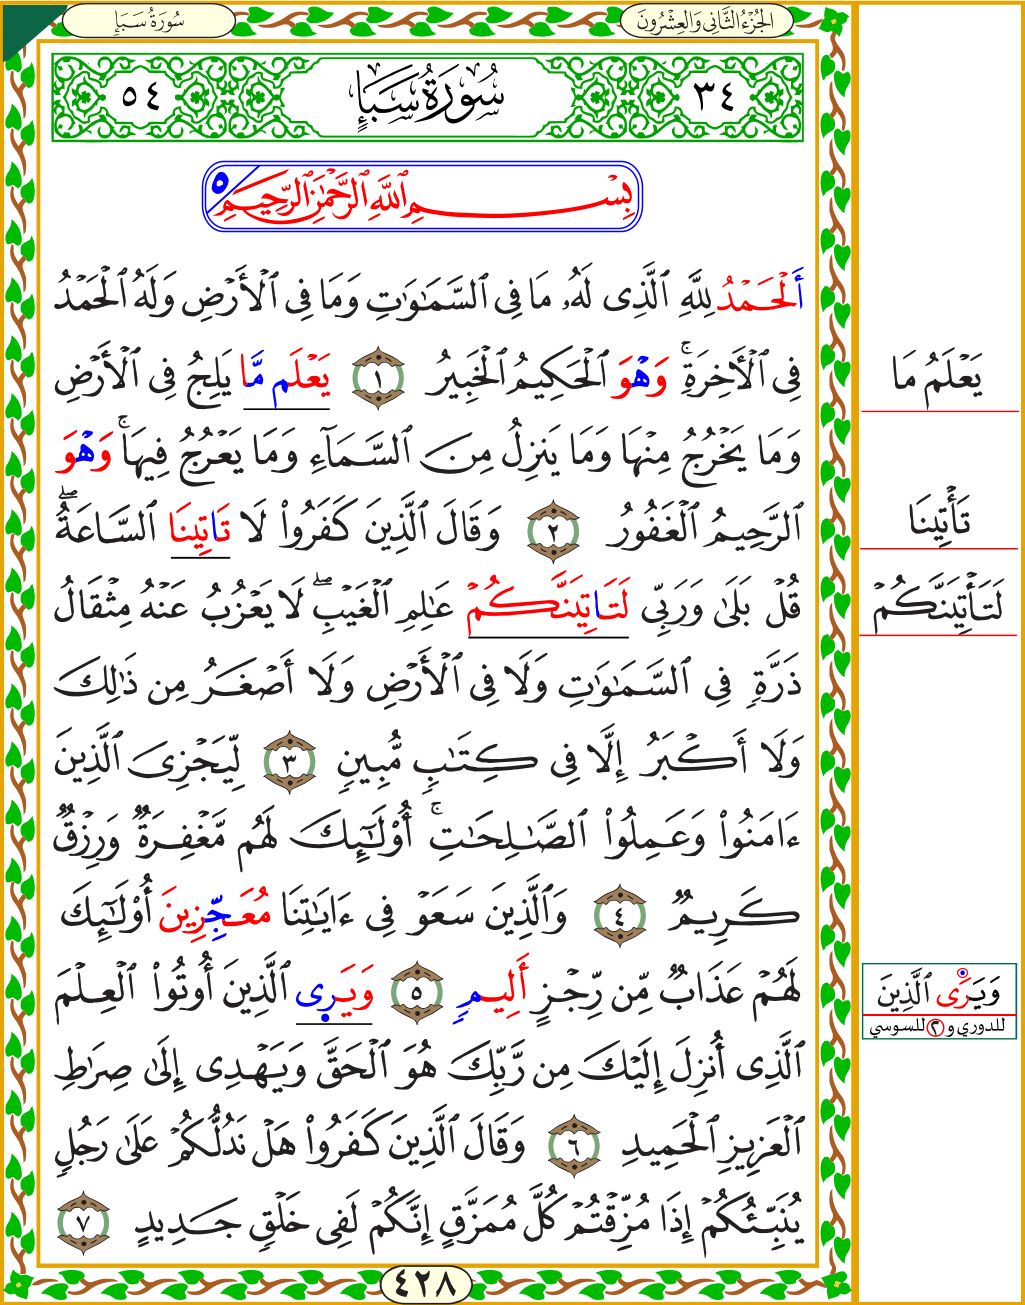 الجُزْءُ الثَّانِي وَالعِشْرُونَ
سُورَةُ سَبَإٍ
٣٤
سُورَةُ سَبَإٍ
٥٤
بِسْمِ ٱللَّهِ ٱلرَّحْمَٰنِ ٱلرَّحِيمِ ٥
أَلْحَمْدُ لِلَّهِ ٱلَّذِى لَهُۥ مَا فِى ٱلسَّمَٰوَٰتِ وَمَا فِى ٱلْأَرْضِ وَلَهُ ٱلْحَمْدُ
فِى ٱلْأَخِرَةِۚ وَهْوَ ٱلْحَكِيمُ ٱلْخَبِيرُ ١ يَعْلَم مَّا يَلِجُ فِى ٱلْأَرْضِ
وَمَا يَخْرُجُ مِنْهَا وَمَا يَنزِلُ مِنَ ٱلسَّمَآءِ وَمَا يَعْرُجُ فِيهَاۚ وَهْوَ
ٱلرَّحِيمُ ٱلْغَفُورُ ٢ وَقَالَ ٱلَّذِينَ كَفَرُوا۟ لَا تَاتِينَا ٱلسَّاعَةُۖ
قُلْ بَلَىٰ وَرَبِّى لَتَاتِيَنَّكُمْ عَٰلِمِ ٱلْغَيْبِۖ لَا يَعْزُبُ عَنْهُ مِثْقَالُ
ذَرَّةٍ فِى ٱلسَّمَٰوَٰتِ وَلَا فِى ٱلْأَرْضِ وَلَا أَصْغَرُ مِن ذَٰلِكَ
وَلَا أَكْبَرُ إِلَّا فِى كِتَٰبٍ مُّبِينٍ ٣ لِّيَجْزِىَ ٱلَّذِينَ
ءَامَنُوا۟ وَعَمِلُوا۟ ٱلصَّٰلِحَٰتِۚ أُو۟لَٰٓئِكَ لَهُم مَّغْفِرَةٌ وَرِزْقٌ
كَرِيمٌ ٤ وَٱلَّذِينَ سَعَوْ فِى ءَايَٰتِنَا مُعَجِّزِينَ أُو۟لَٰٓئِكَ
لَهُمْ عَذَابٌ مِّن رِّجْزٍ أَلِيمٍ ٥ وَيَرَى ٱلَّذِينَ أُوتُوا۟ ٱلْعِلْمَ
ٱلَّذِى أُنزِلَ إِلَيْكَ مِن رَّبِّكَ هُوَ ٱلْحَقَّ وَيَهْدِى إِلَىٰ صِرَٰطِ
ٱلْعَزِيزِ ٱلْحَمِيدِ ٦ وَقَالَ ٱلَّذِينَ كَفَرُوا۟ هَلْ نَدُلُّكُمْ عَلَىٰ رَجُلٍ
يُنَبِّئُكُمْ إِذَا مُزِّقْتُمْ كُلَّ مُمَزَّقٍ إِنَّكُمْ لَفِى خَلْقٍ جَدِيدٍ ٧
يَعْلَمُ مَا
تَأْتِينَا
لَتَأْتِيَنَّكُمْ
وَيَرَى ٱلَّذِينَ
للدوري و٢ للسوسي
٤٢٨